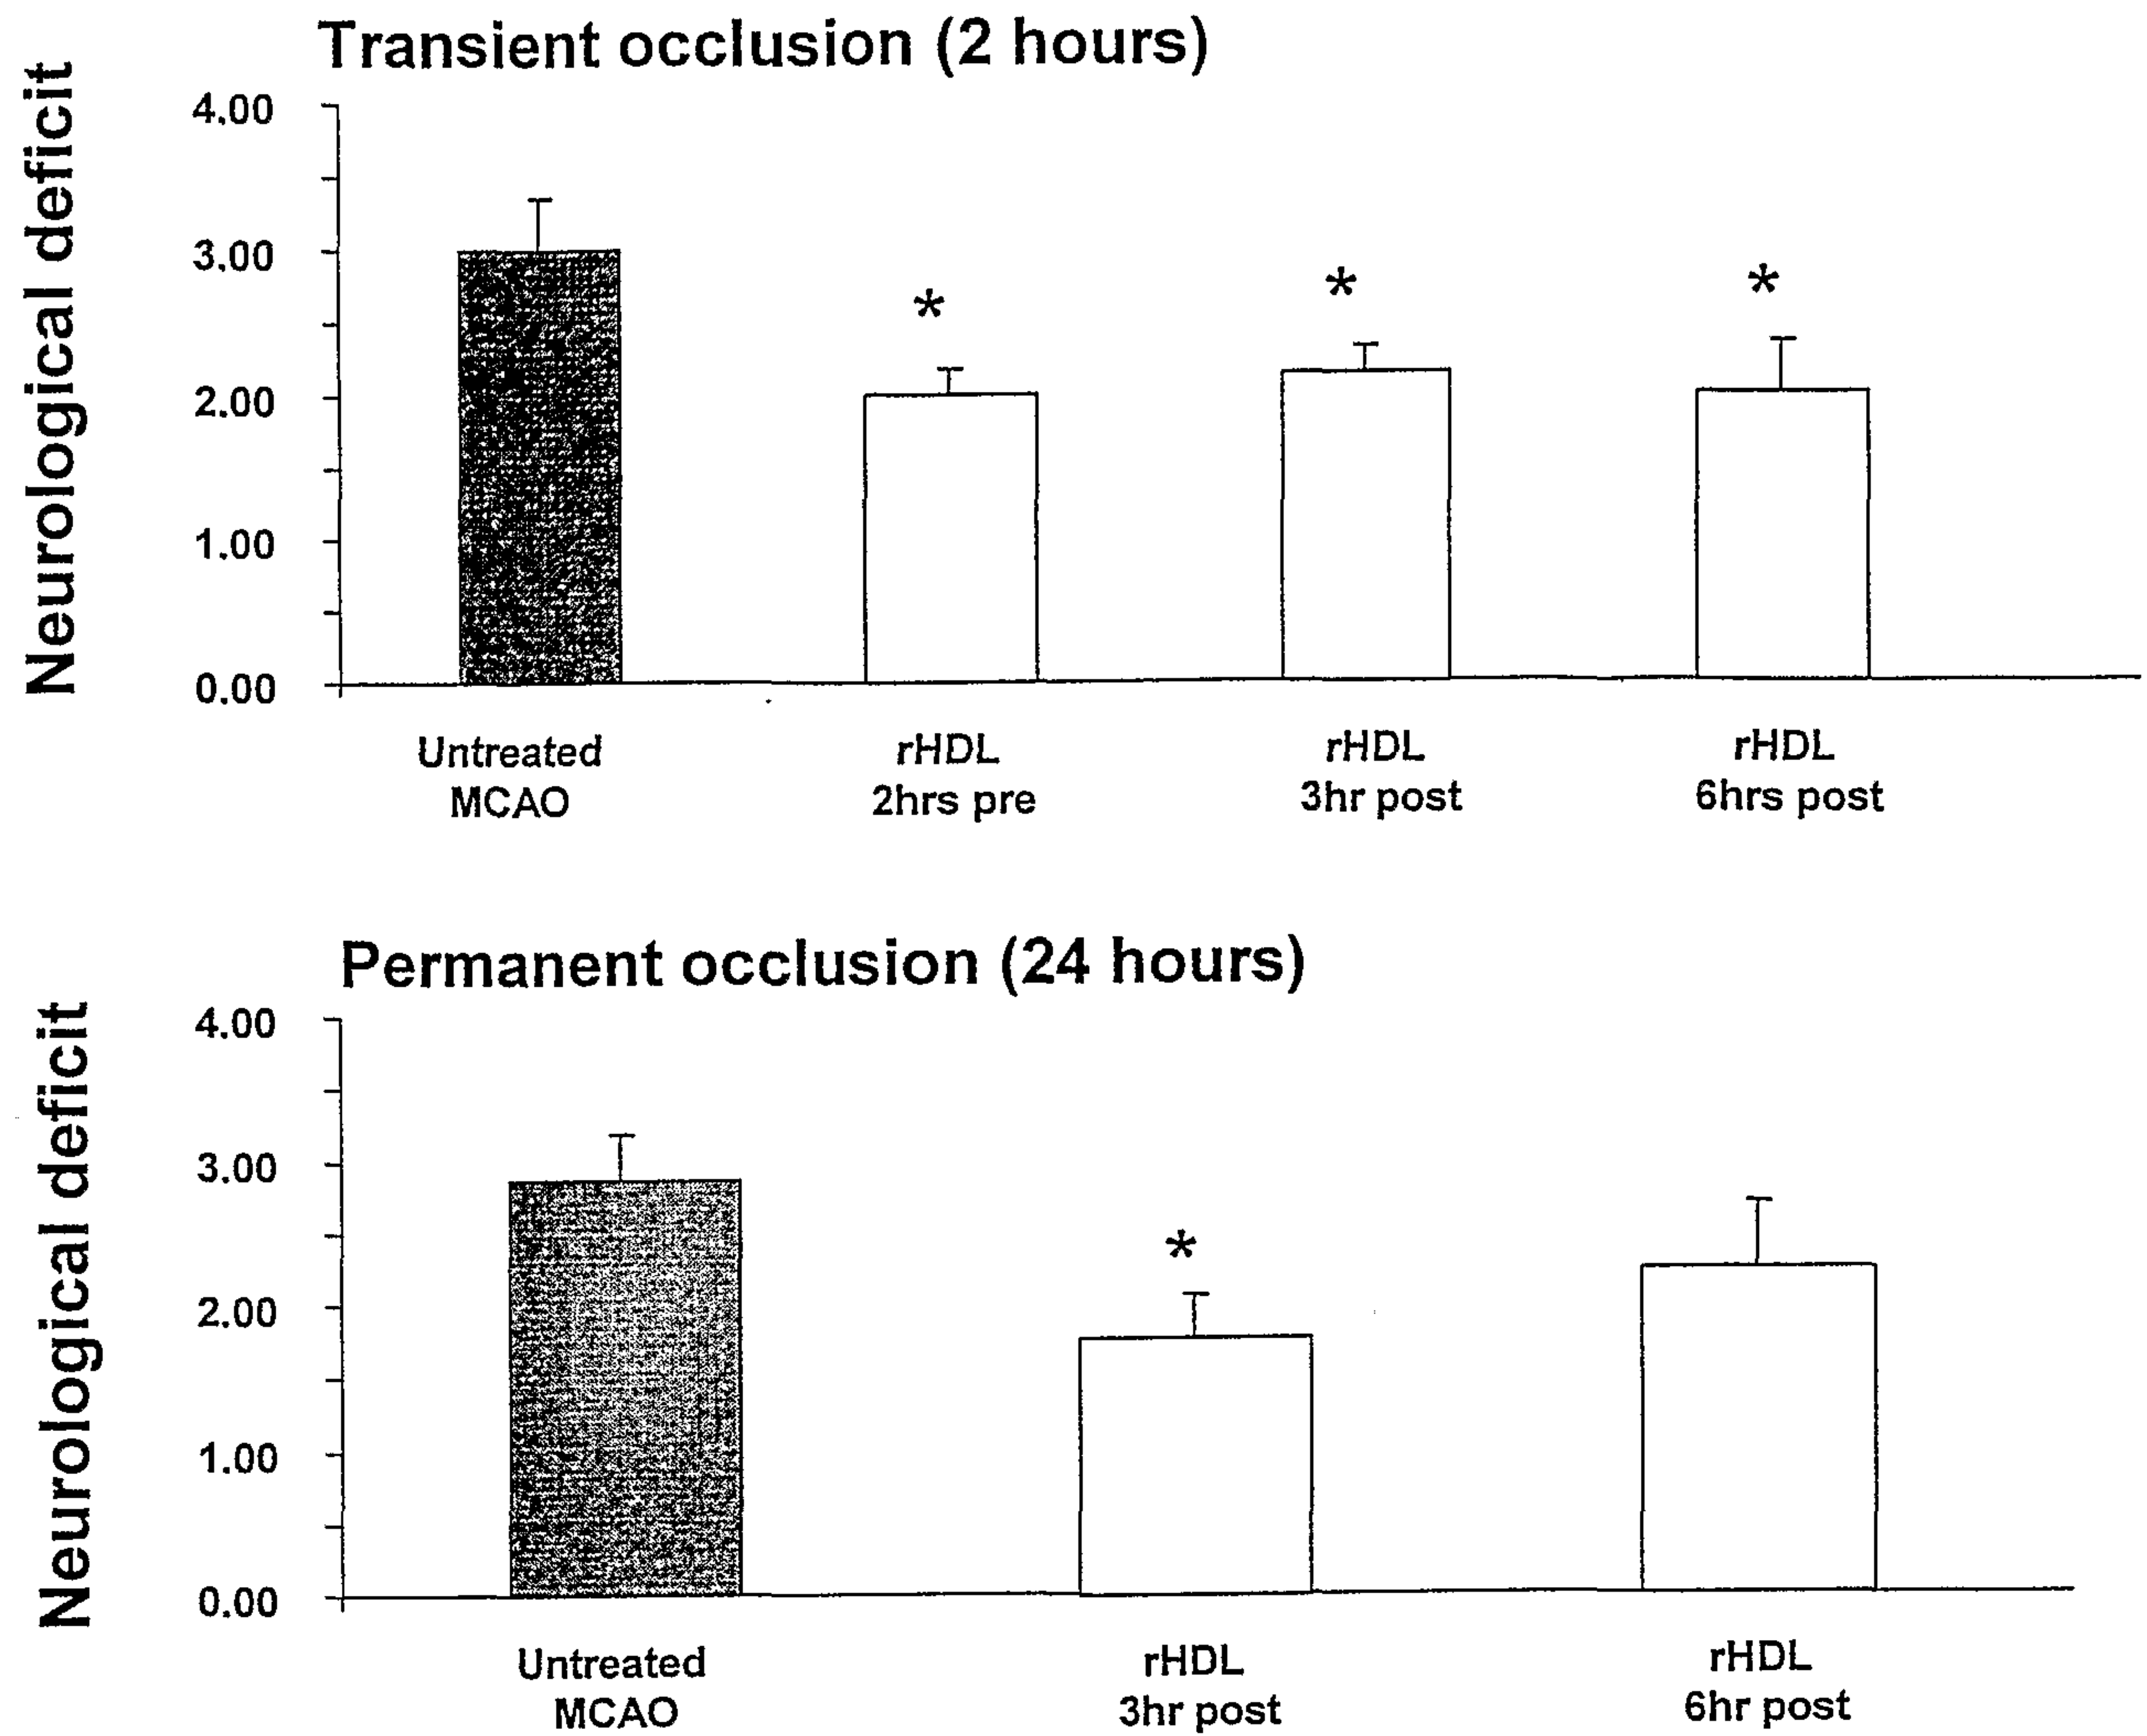 Transient occlusion (2 hours)
Neurological deficit
4.00
3.00
2.00
1.00
0.00
*
*
*
Untreated
MCAO
rHDL
2hrs pre
rHDL
3hr post
rHDL
6hrs post
Permanent occlusion (24 hours)
Neurological deficit
4.00
3.00
2.00
1.00
0.00
*
Untreated
MCAO
rHDL
3hr post
rHDL
6hr post